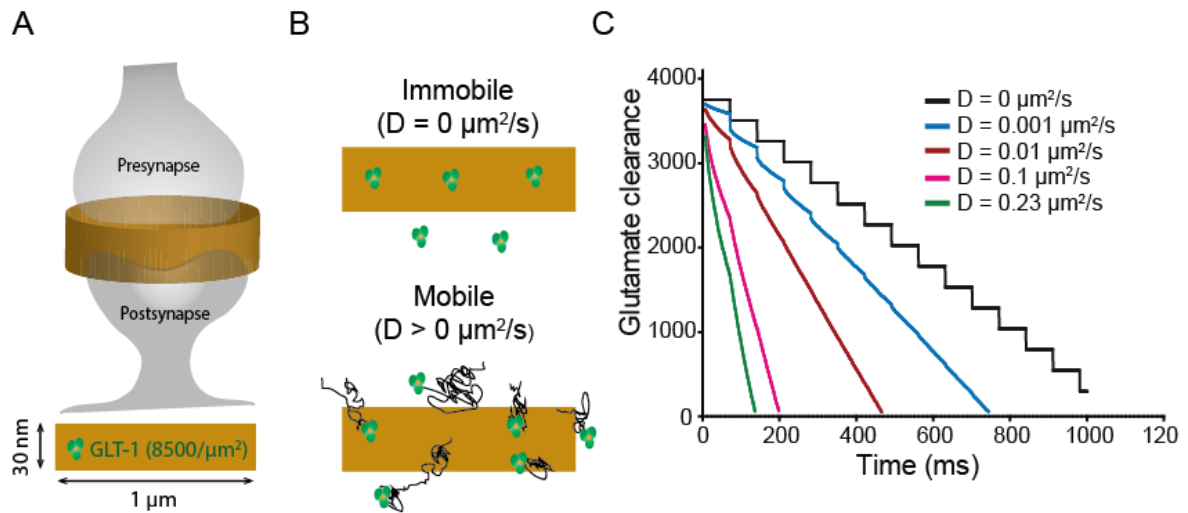 A
Presynapse
Postsynapse
30 nm
GLT-1 (8500/µm²)
1 µm
B
Immobile
(D = 0 µm²/s)
Mobile
(D > 0 µm²/s)
C
Glutamate clearance
4000
3000
2000
1000
0
D = 0 µm²/s
D = 0.001 µm²/s
D = 0.01 µm²/s
D = 0.1 µm²/s
D = 0.23 µm²/s
0 200 400 600 800 1000 120
Time (ms)